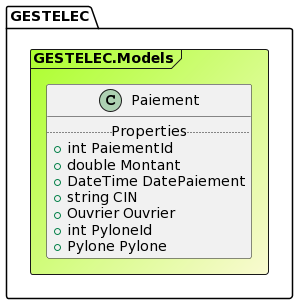 GESTELEC
GESTELEC.Models
C Paiement
Properties
int PaiementId
double Montant
DateTime DatePaiement
string CIN
Ouvrier Ouvrier
int PyloneId
Pylone Pylone